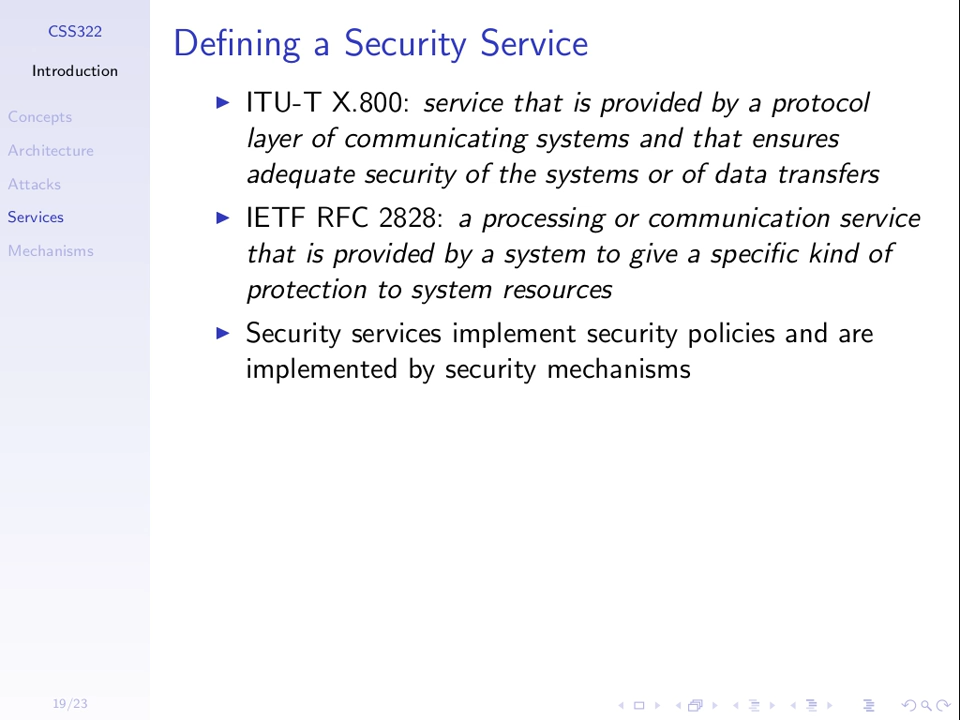 CSS322
Introduction
Concepts
Architecture
Attacks
Services
Mechanisms
Defining a Security Service
ITU-T X.800: service that is provided by a protocol
layer of communicating systems and that ensures
adequate security of the systems or of data transfers
IETF RFC 2828: a processing or communication service
that is provided by a system to give a specific kind of
protection to system resources
Security services implement security policies and are
implemented by security mechanisms
19/23